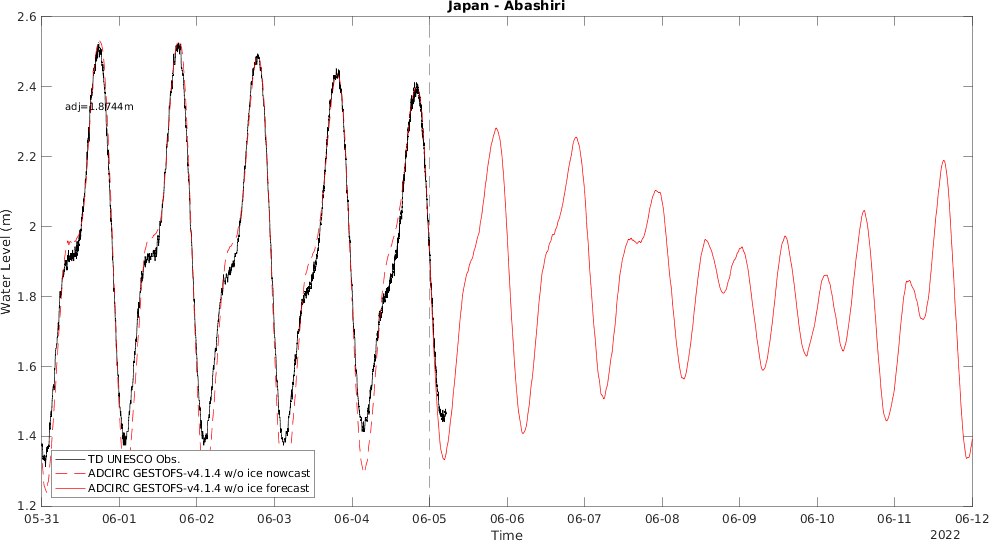 Japan - Abashiri
2.6
2.4
2.2
2
1.8
1.6
1.4
1.2
Water Level (m)
adj=1.8744m
TD UNESCO Obs.
ADCIRC GESTOFS-v4.1.4 w/o ice nowcast
ADCIRC GESTOFS-v4.1.4 w/o ice forecast
05-31 06-01 06-02 06-03 06-04 06-05 06-06 06-07 06-08 06-09 06-10 06-11 06-12
Time
2022